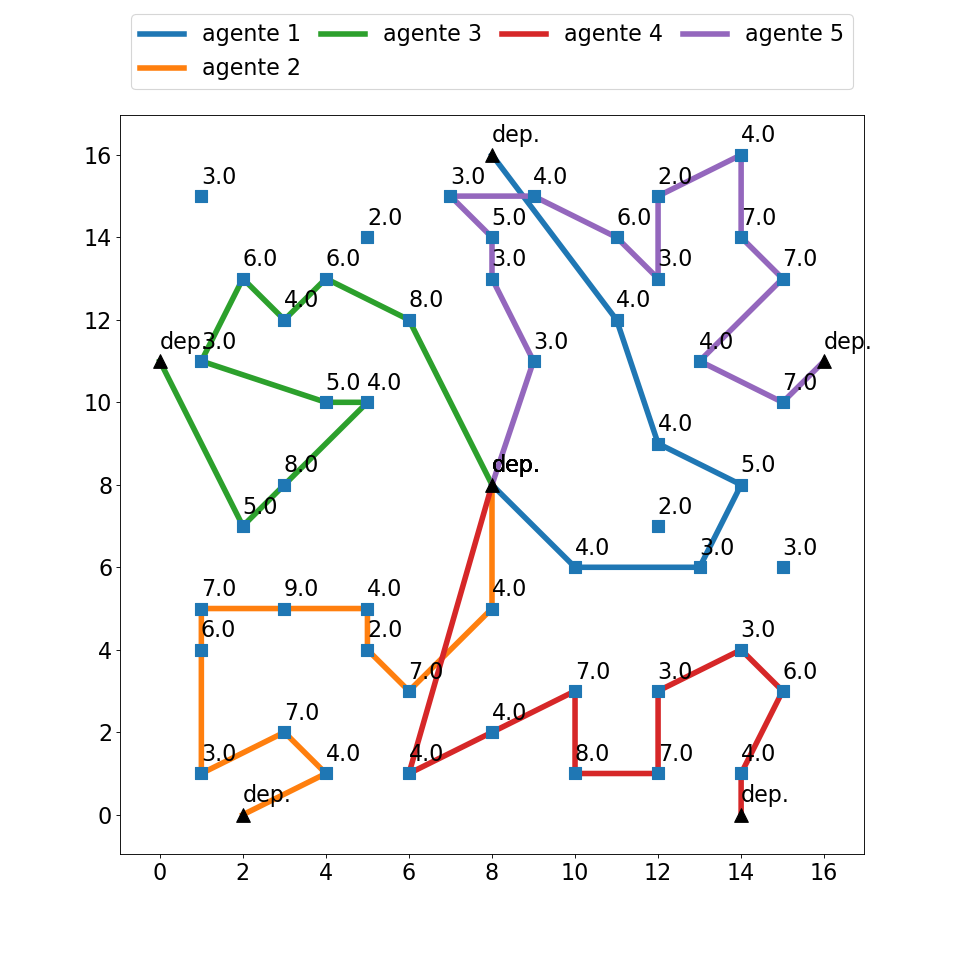 agente 1 agente 3 agente 4 agente 5
agente 2
dep. 4.0
16
3.0 3.0 4.0 2.0
2.0 5.0 6.0 7.0
14
6.0 6.0 3.0 3.0 7.0
4.0 8.0 4.0
12
dep. 3.0 3.0 4.0 dep.
5.0 4.0 7.0
10
4.0
8.0 dep. 5.0
8
5.0 2.0
4.0 3.0 3.0
6
7.0 9.0 4.0 4.0
6.0 2.0 3.0
4
7.0 7.0 3.0 6.0
7.0 4.0
2
3.0 4.0 4.0 8.0 7.0 4.0
dep. dep.
0
0 2 4 6 8 10 12 14 16